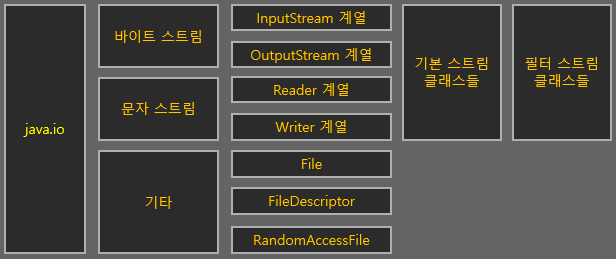 java.io
바이트 스트림
문자 스트림
기타
InputStream 계열
OutputStream 계열
Reader 계열
Writer 계열
File
FileDescriptor
RandomAccessFile
기본 스트림
클래스들
필터 스트림
클래스들